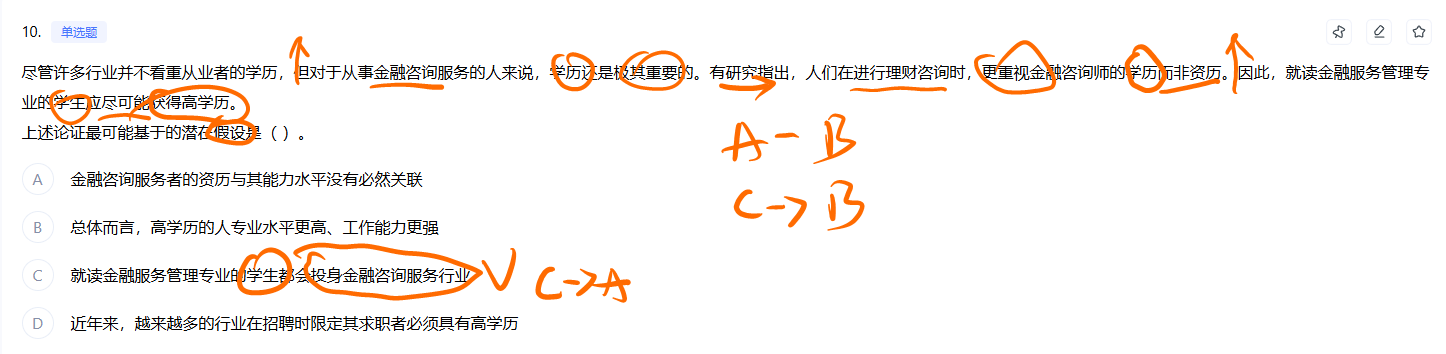 10. 单选题
尽管许多行业并不看重从业者的学历，但对于从事金融咨询服务的人来说，学历还是极其重要的。有研究指出，人们在进行理财咨询时，更重视金融咨询师的学历而非资历。因此，就读金融服务管理专
业的学生应尽可能获得高学历。
上述论证最可能基于的潜在假设是（ ）。
A — B
C → B
A 金融咨询服务者的资历与其能力水平没有必然关联
B 总体而言，高学历的人专业水平更高、工作能力更强
C 就读金融服务管理专业的学生都会投身金融咨询服务行业 C→A
D 近年来，越来越多的行业在招聘时限定其求职者必须具有高学历